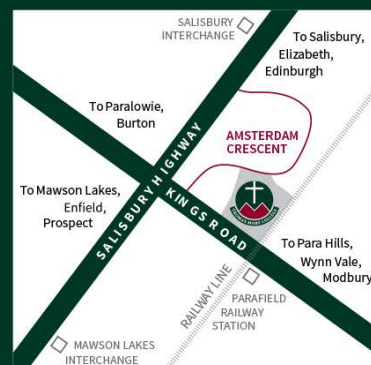 SALISBURY
INTERCHANGE
To Salisbury,
Elizabeth,
Edinburgh
To Paralowie,
Burton
AMSTERDAM
CRESCENT
SALISBURY HIGHWAY
To Mawson Lakes,
Enfield,
Prospect
KINGS ROAD
To Para Hills,
Wynn Vale,
Modbury
RAILWAY LINE
PARAFIELD
RAILWAY
STATION
MAWSON LAKES
INTERCHANGE